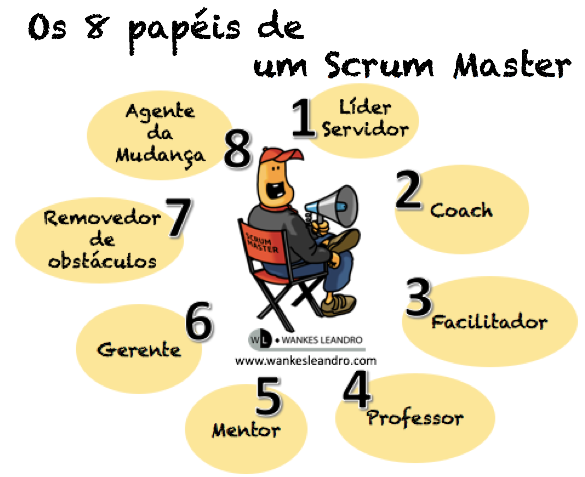 Os 8 papéis de
um Scrum Master
1
Líder
Servidor
2
Coach
3
Facilitador
4
Professor
5
Mentor
6
Gerente
7
Removedor
de
obstáculos
8
Agente
da
Mudança
SCRUM
MASTER
WL • WANKES LEANDRO
www.wankesleandro.com